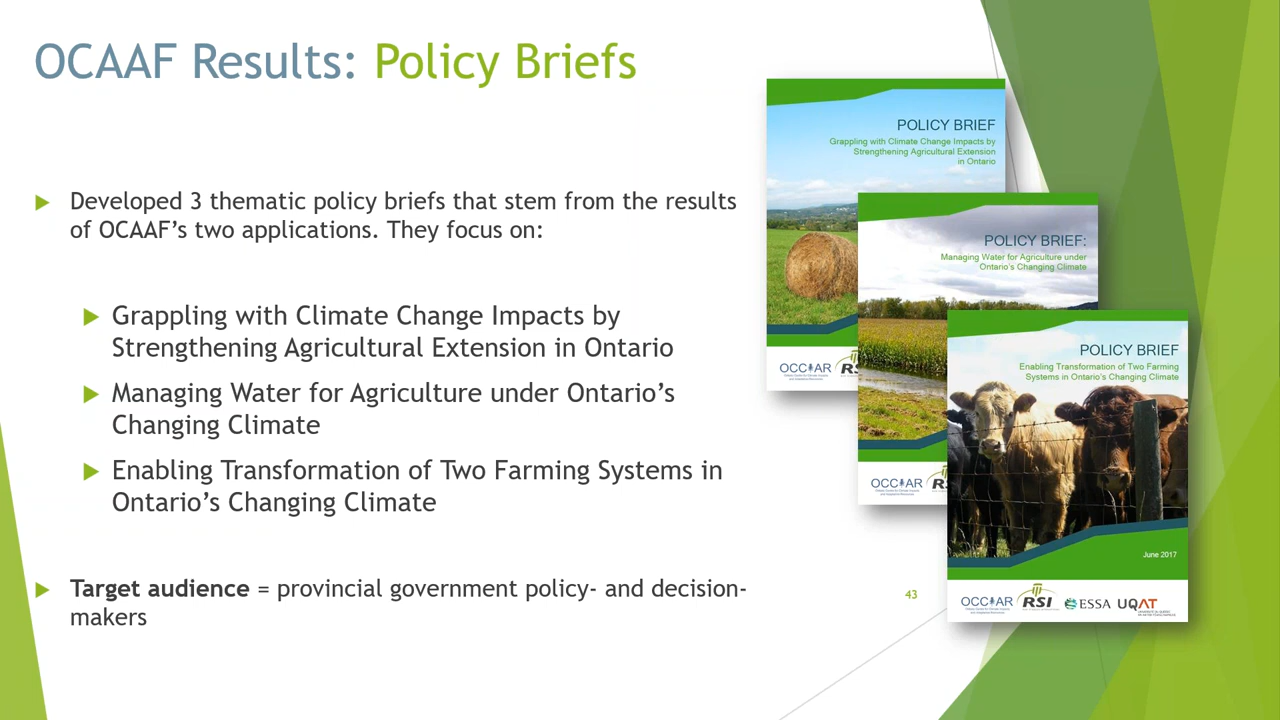 OCAAF Results: Policy Briefs
Developed 3 thematic policy briefs that stem from the results
of OCAAF’s two applications. They focus on:
Grappling with Climate Change Impacts by
Strengthening Agricultural Extension in Ontario
Managing Water for Agriculture under Ontario’s
Changing Climate
Enabling Transformation of Two Farming Systems in
Ontario’s Changing Climate
Target audience = provincial government policy- and decision-
makers
POLICY BRIEF
Grappling with Climate Change Impacts by
Strengthening Agricultural Extension
in Ontario
OCCIAR
RS
POLICY BRIEF:
Managing Water for Agriculture under
Ontario's Changing Climate
OCCIAR
RS
POLICY BRIEF
Enabling Transformation of Two Farming
Systems in Ontario's Changing Climate
June 2017
OCCIAR RSI ESSA UQAT
43